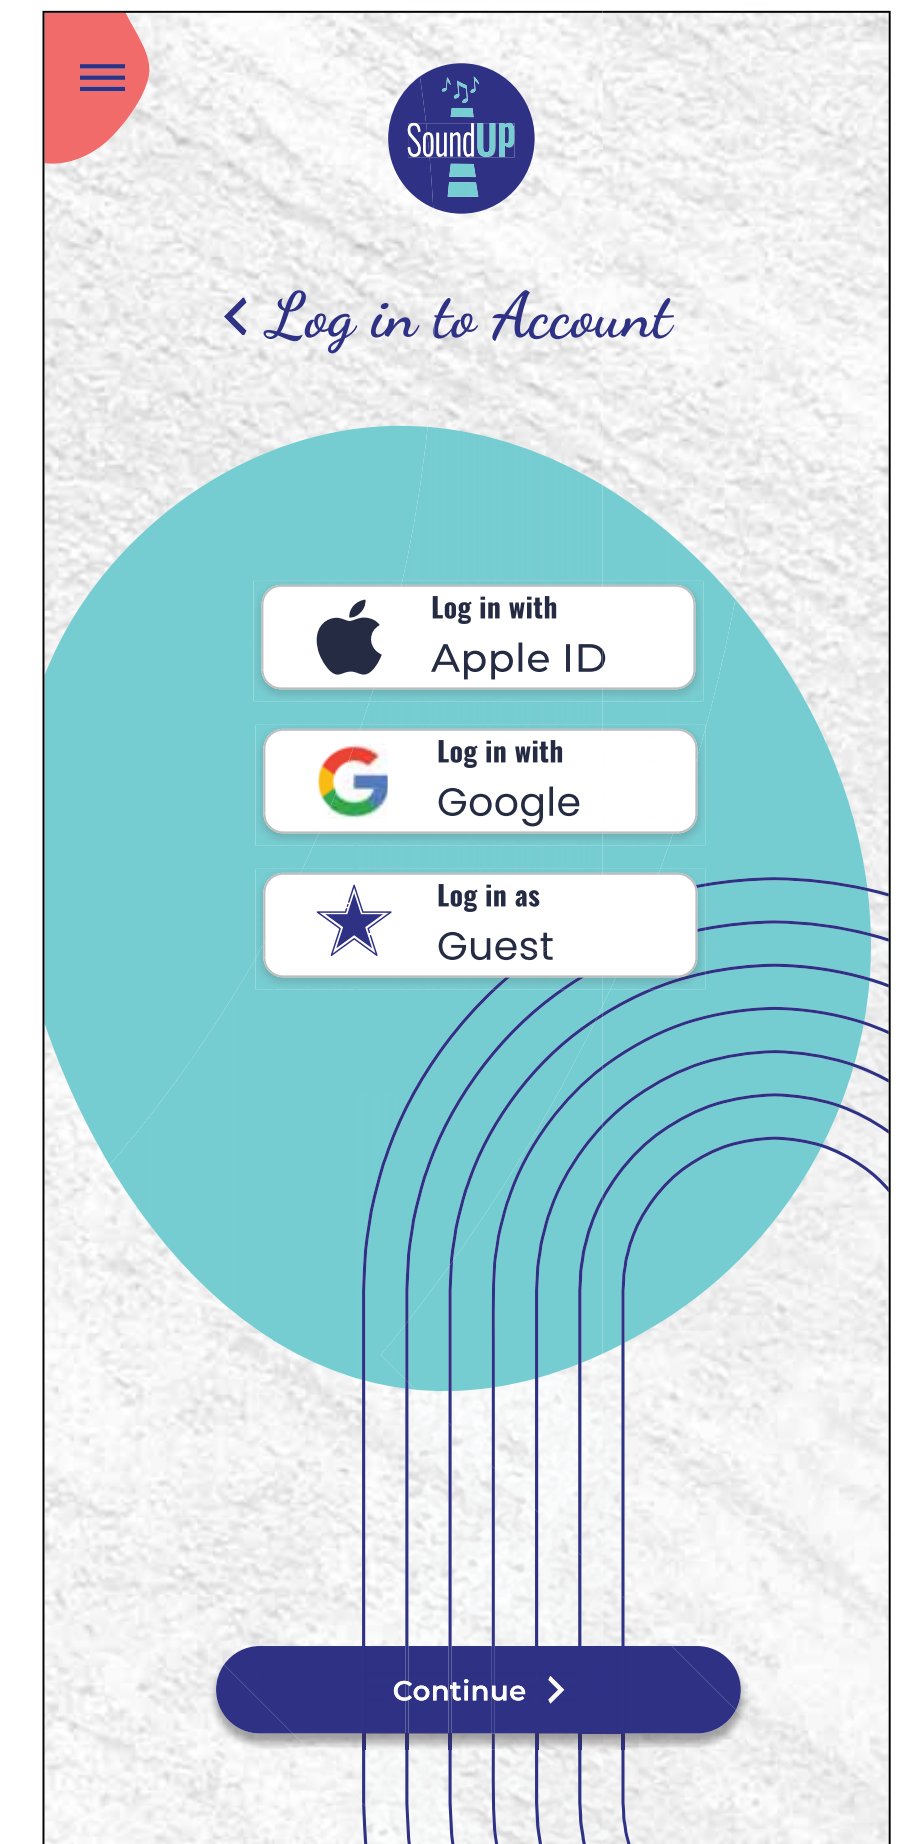 SoundUP
Log in to Account
Log in with
Apple ID
Log in with
Google
Log in as
Guest
Continue